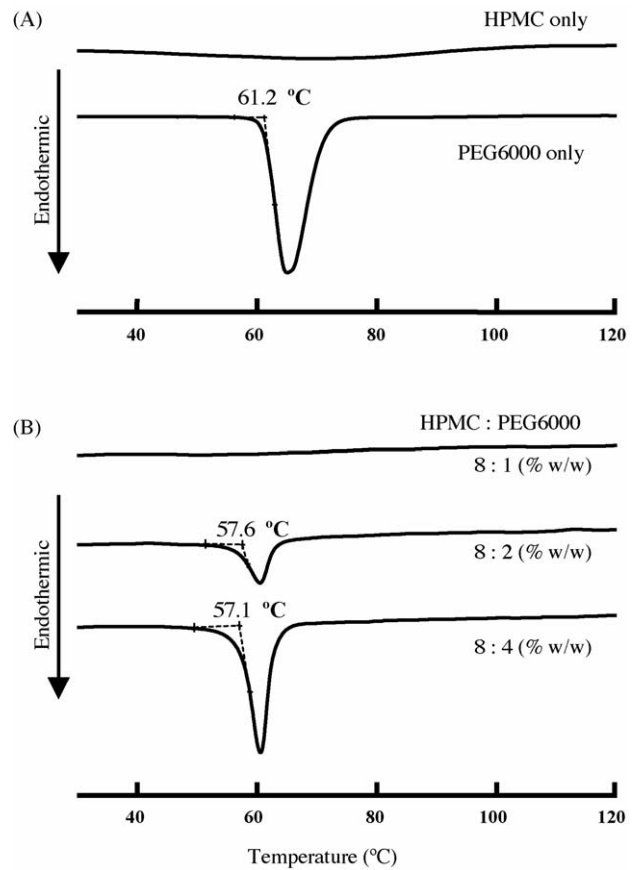 (A)
HPMC only
61.2 ºC
PEG6000 only
Endothermic
40 60 80 100 120
(B)
HPMC : PEG6000
8 : 1 (% w/w)
57.6 ºC
8 : 2 (% w/w)
57.1 ºC
8 : 4 (% w/w)
Endothermic
40 60 80 100 120
Temperature (ºC)